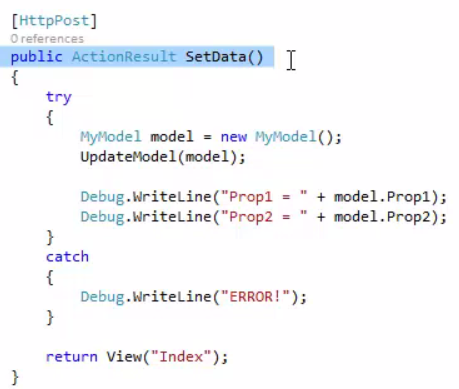 [HttpPost]
0 references
public ActionResult SetData()
{
    try
    {
        MyModel model = new MyModel();
        UpdateModel(model);

        Debug.WriteLine("Prop1 = " + model.Prop1);
        Debug.WriteLine("Prop2 = " + model.Prop2);
    }
    catch
    {
        Debug.WriteLine("ERROR!");
    }

    return View("Index");
}